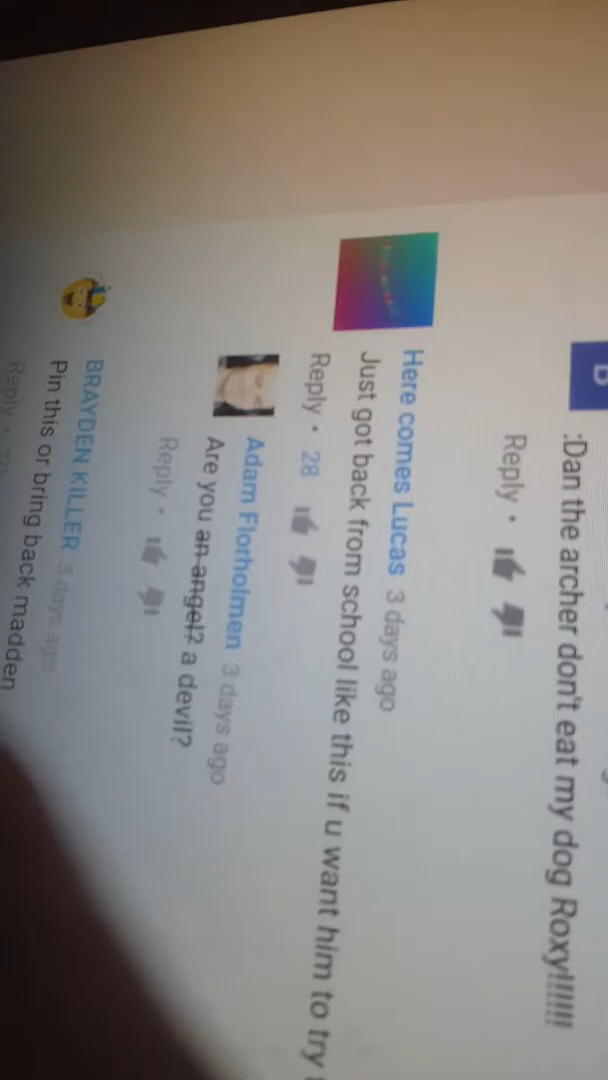 :Dan the archer don't eat my dog Roxy!!!!!!
Reply •
Here comes Lucas 3 days ago
Just got back from school like this if u want him to try
Reply • 28
Adam Florholmen 3 days ago
Are you an angel? a devil?
Reply •
BRAYDEN KILLER 3 days ago
Pin this or bring back madden
Reply •